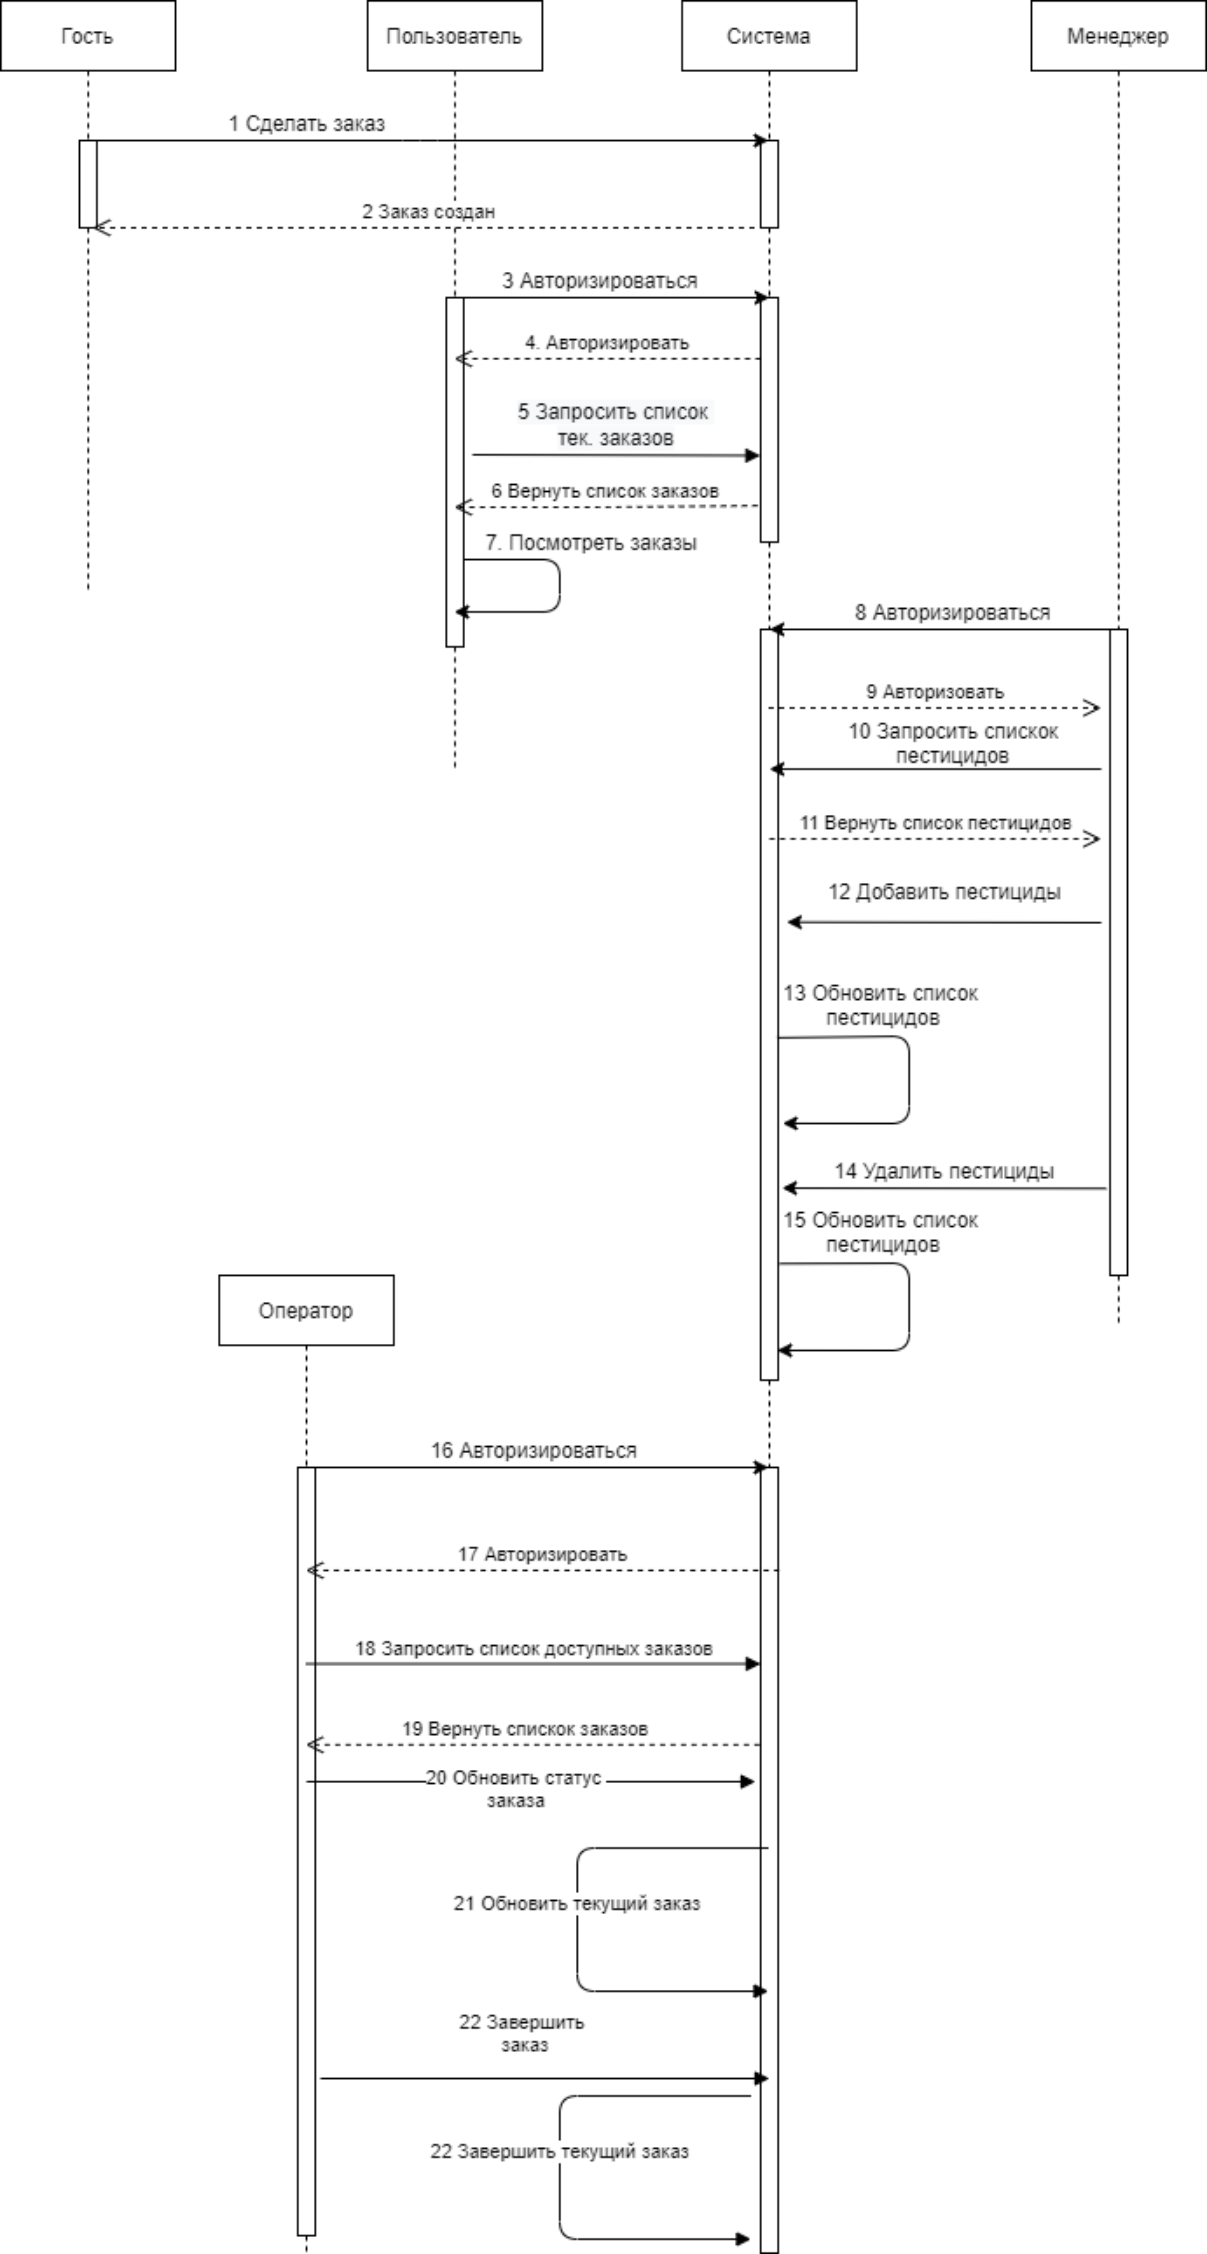 Гость
Пользователь
Система
Менеджер
1 Сделать заказ
2 Заказ создан
3 Авторизироваться
4. Авторизировать
5 Запросить список
тек. заказов
6 Вернуть список заказов
7. Посмотреть заказы
8 Авторизироваться
9 Авторизовать
10 Запросить спискок
пестицидов
11 Вернуть список пестицидов
12 Добавить пестициды
13 Обновить список
пестицидов
14 Удалить пестициды
15 Обновить список
пестицидов
Оператор
16 Авторизироваться
17 Авторизировать
18 Запросить список доступных заказов
19 Вернуть спискок заказов
20 Обновить статус
заказа
21 Обновить текущий заказ
22 Завершить
заказ
22 Завершить текущий заказ